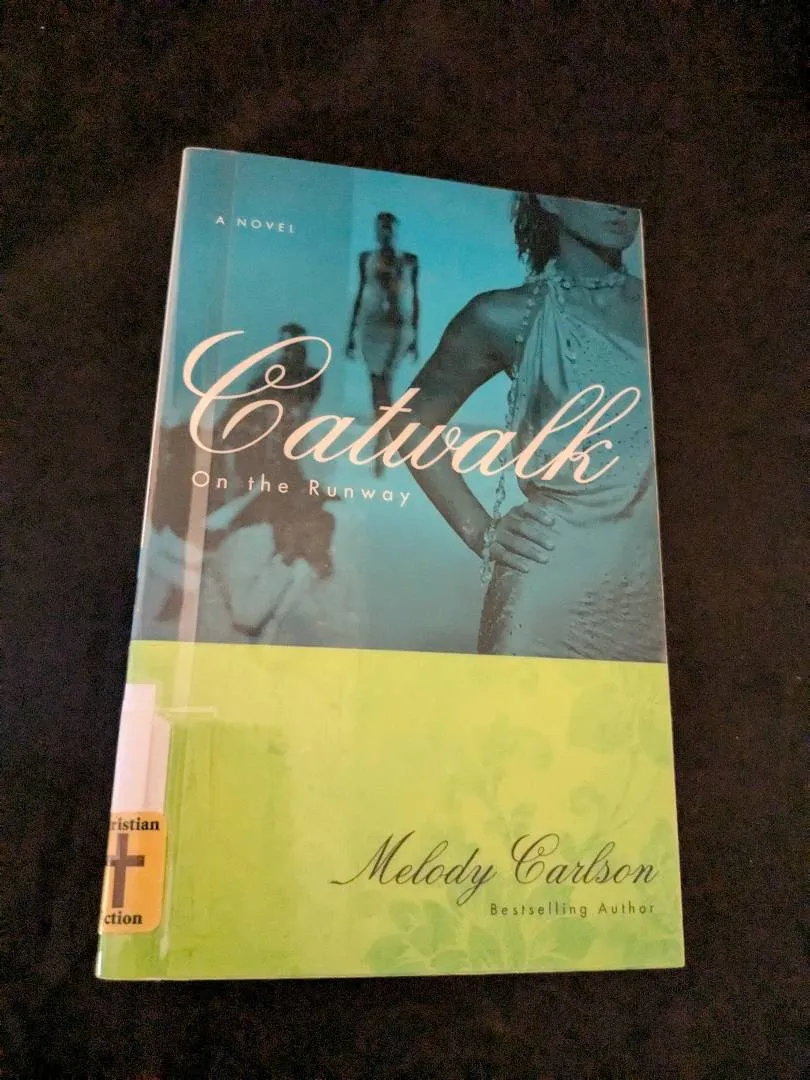 A NOVEL
Catwalk
On the Runway
Melody Carlson
Bestselling Author
ristian
ction